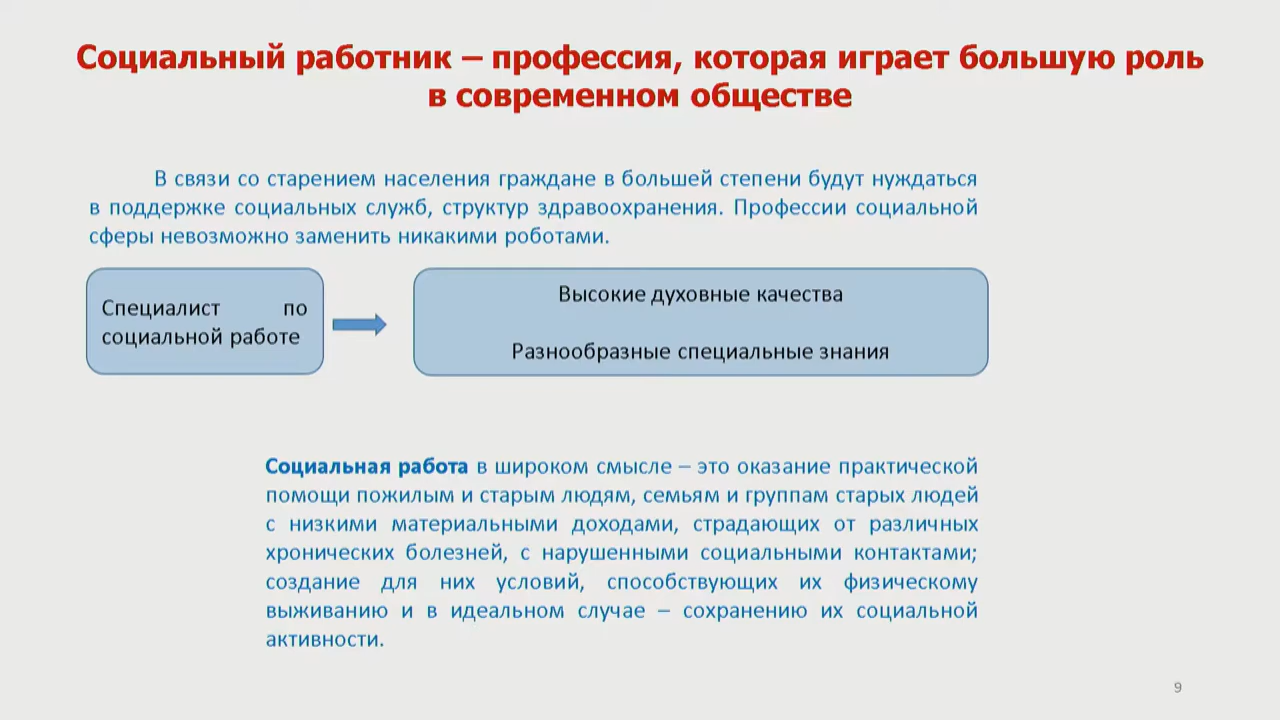 Социальный работник – профессия, которая играет большую роль
в современном обществе
В связи со старением населения граждане в большей степени будут нуждаться
в поддержке социальных служб, структур здравоохранения. Профессии социальной
сферы невозможно заменить никакими роботами.
Специалист по
социальной работе
Высокие духовные качества
Разнообразные специальные знания
Социальная работа в широком смысле – это оказание практической
помощи пожилым и старым людям, семьям и группам старых людей
с низкими материальными доходами, страдающих от различных
хронических болезней, с нарушенными социальными контактами;
создание для них условий, способствующих их физическому
выживанию и в идеальном случае – сохранению их социальной
активности.
9